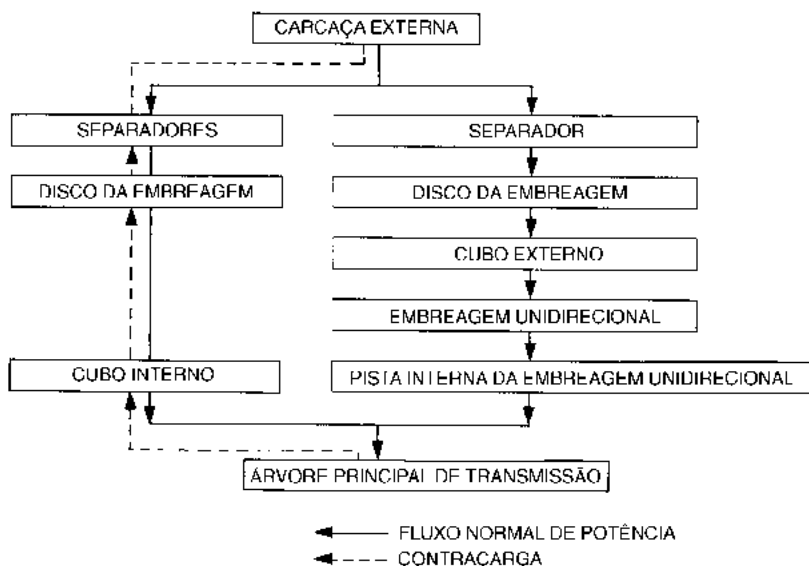 CARCAÇA EXTERNA
SEPARADORES
SEPARADOR
DISCO DA EMBREAGEM
DISCO DA EMBREAGEM
CUBO EXTERNO
EMBREAGEM UNIDIRECIONAL
CUBO INTERNO
PISTA INTERNA DA EMBREAGEM UNIDIRECIONAL
ÁRVORE PRINCIPAL DE TRANSMISSÃO
FLUXO NORMAL DE POTÊNCIA
CONTRACARGA